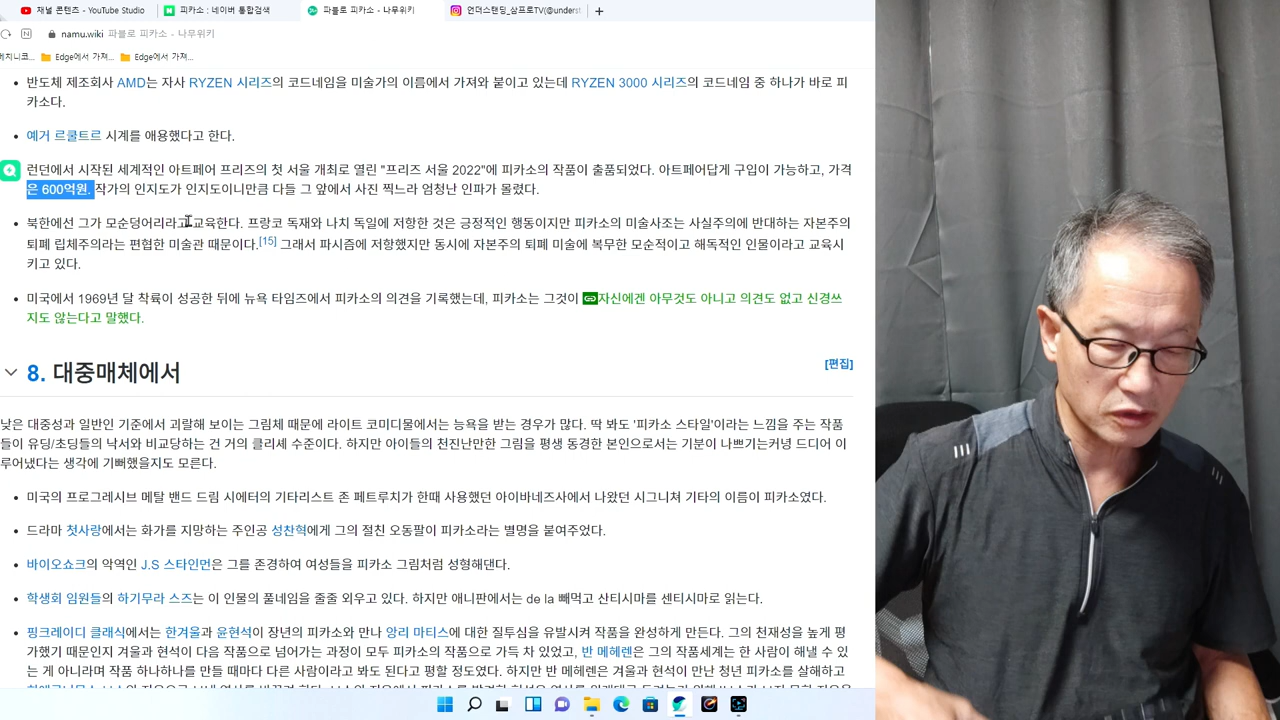 재널 콘텐츠 - YouTube Studio
피카소 : 네이버 통합검색
파블로 피카소 - 나무위키
언더스탠딩_삼프로TV(@underst
namu.wiki 파블로 피카소 - 나무위키
Edge에서 가져... Edge에서 가져...
반도체 제조회사 AMD는 자사 RYZEN 시리즈의 코드네임을 미술가의 이름에서 가져와 붙이고 있는데 RYZEN 3000 시리즈의 코드네임 중 하나가 바로 피
카소다.
예거 르쿨트르 시계를 애용했다고 한다.
런던에서 시작된 세계적인 아트페어 프리즈의 첫 서울 개최로 열린 "프리즈 서울 2022"에 피카소의 작품이 출품되었다. 아트페어답게 구입이 가능하고, 가격
은 600억원. 작가의 인지도가 인지도이니만큼 다들 그 앞에서 사진 찍느라 엄청난 인파가 몰렸다.
북한에선 그가 모순덩어리라고 교육한다. 프랑코 독재와 나치 독일에 저항한 것은 긍정적인 행동이지만 피카소의 미술사조는 사실주의에 반대하는 자본주의
퇴폐 립체주의라는 편협한 미술관 때문이다.[15] 그래서 파시즘에 저항했지만 동시에 자본주의 퇴폐 미술에 복무한 모순적이고 해독적인 인물이라고 교육시
키고 있다.
미국에서 1969년 달 착륙이 성공한 뒤에 뉴욕 타임즈에서 피카소의 의견을 기록했는데, 피카소는 그것이 자신에겐 아무것도 아니고 의견도 없고 신경쓰
지도 않는다고 말했다.
8. 대중매체에서
[편집]
낮은 대중성과 일반인 기준에서 괴랄해 보이는 그림체 때문에 라이트 코미디물에서는 능욕을 받는 경우가 많다. 딱 봐도 '피카소 스타일'이라는 느낌을 주는 작품
들이 유딩/초딩들의 낙서와 비교당하는 건 거의 클리셰 수준이다. 하지만 아이들의 천진난만한 그림을 평생 동경한 본인으로서는 기분이 나쁘기는커녕 드디어 이
루어냈다는 생각에 기뻐했을지도 모른다.
미국의 프로그레시브 메탈 밴드 드림 시어터의 기타리스트 존 페트루치가 한때 사용했던 아이바네즈사에서 나왔던 시그니쳐 기타의 이름이 피카소였다.
드라마 첫사랑에서는 화가를 지망하는 주인공 성찬혁에게 그의 절친 오동팔이 피카소라는 별명을 붙여주었다.
바이오쇼크의 악역인 J.S 스타인먼은 그를 존경하여 여성들을 피카소 그림처럼 성형해댄다.
학생회 임원들의 하기무라 스즈는 이 인물의 풀네임을 줄줄 외우고 있다. 하지만 애니판에서는 de la 빼먹고 산티시마를 센티시마로 읽는다.
핑크레이디 클래식에서는 한겨울과 윤현석이 장년의 피카소와 만나 앙리 마티스에 대한 질투심을 유발시켜 작품을 완성하게 만든다. 그의 천재성을 높게 평
가했기 때문인지 겨울과 현석이 다음 작품으로 넘어가는 과정이 모두 피카소의 작품으로 가득 차 있었고, 반 메헤렌은 그의 작품세계는 한 사람이 해낼 수 있
는 게 아니라며 작품 하나하나를 만들 때마다 다른 사람이라고 봐도 된다고 평할 정도였다. 하지만 반 메헤렌은 겨울과 현석이 만난 청년 피카소를 살해하고